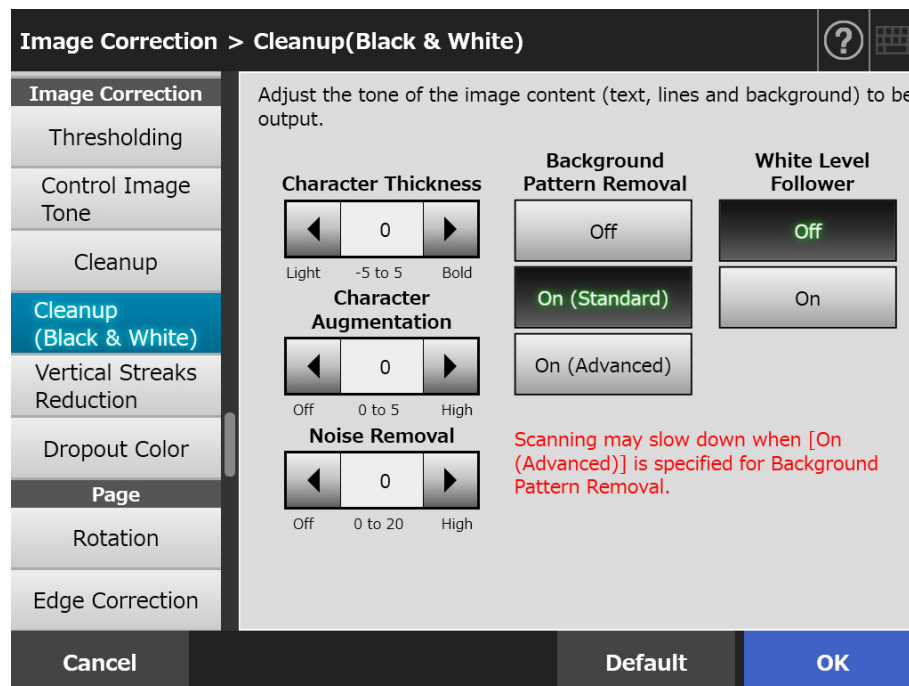 Image Correction > Cleanup(Black & White)
?
Image Correction
Thresholding
Control Image
Tone
Cleanup
Cleanup
(Black & White)
Vertical Streaks
Reduction
Dropout Color
Page
Rotation
Edge Correction
Adjust the tone of the image content (text, lines and background) to be
output.
Character Thickness
0
Light -5 to 5 Bold
Character
Augmentation
0
Off 0 to 5 High
Noise Removal
0
Off 0 to 20 High
Background
Pattern Removal
Off
On (Standard)
On (Advanced)
White Level
Follower
Off
On
Scanning may slow down when [On
(Advanced)] is specified for Background
Pattern Removal.
Cancel
Default
OK